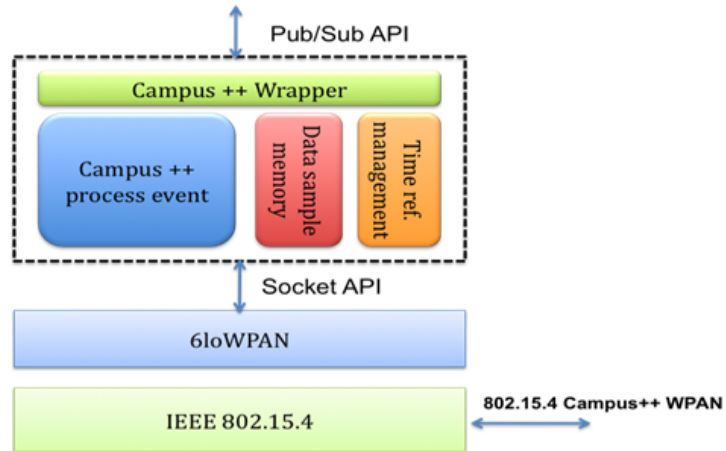 Pub/Sub API
Campus ++ Wrapper
Campus ++
process event
Data sample
memory
Time ref.
management
Socket API
6loWPAN
IEEE 802.15.4
802.15.4 Campus++ WPAN